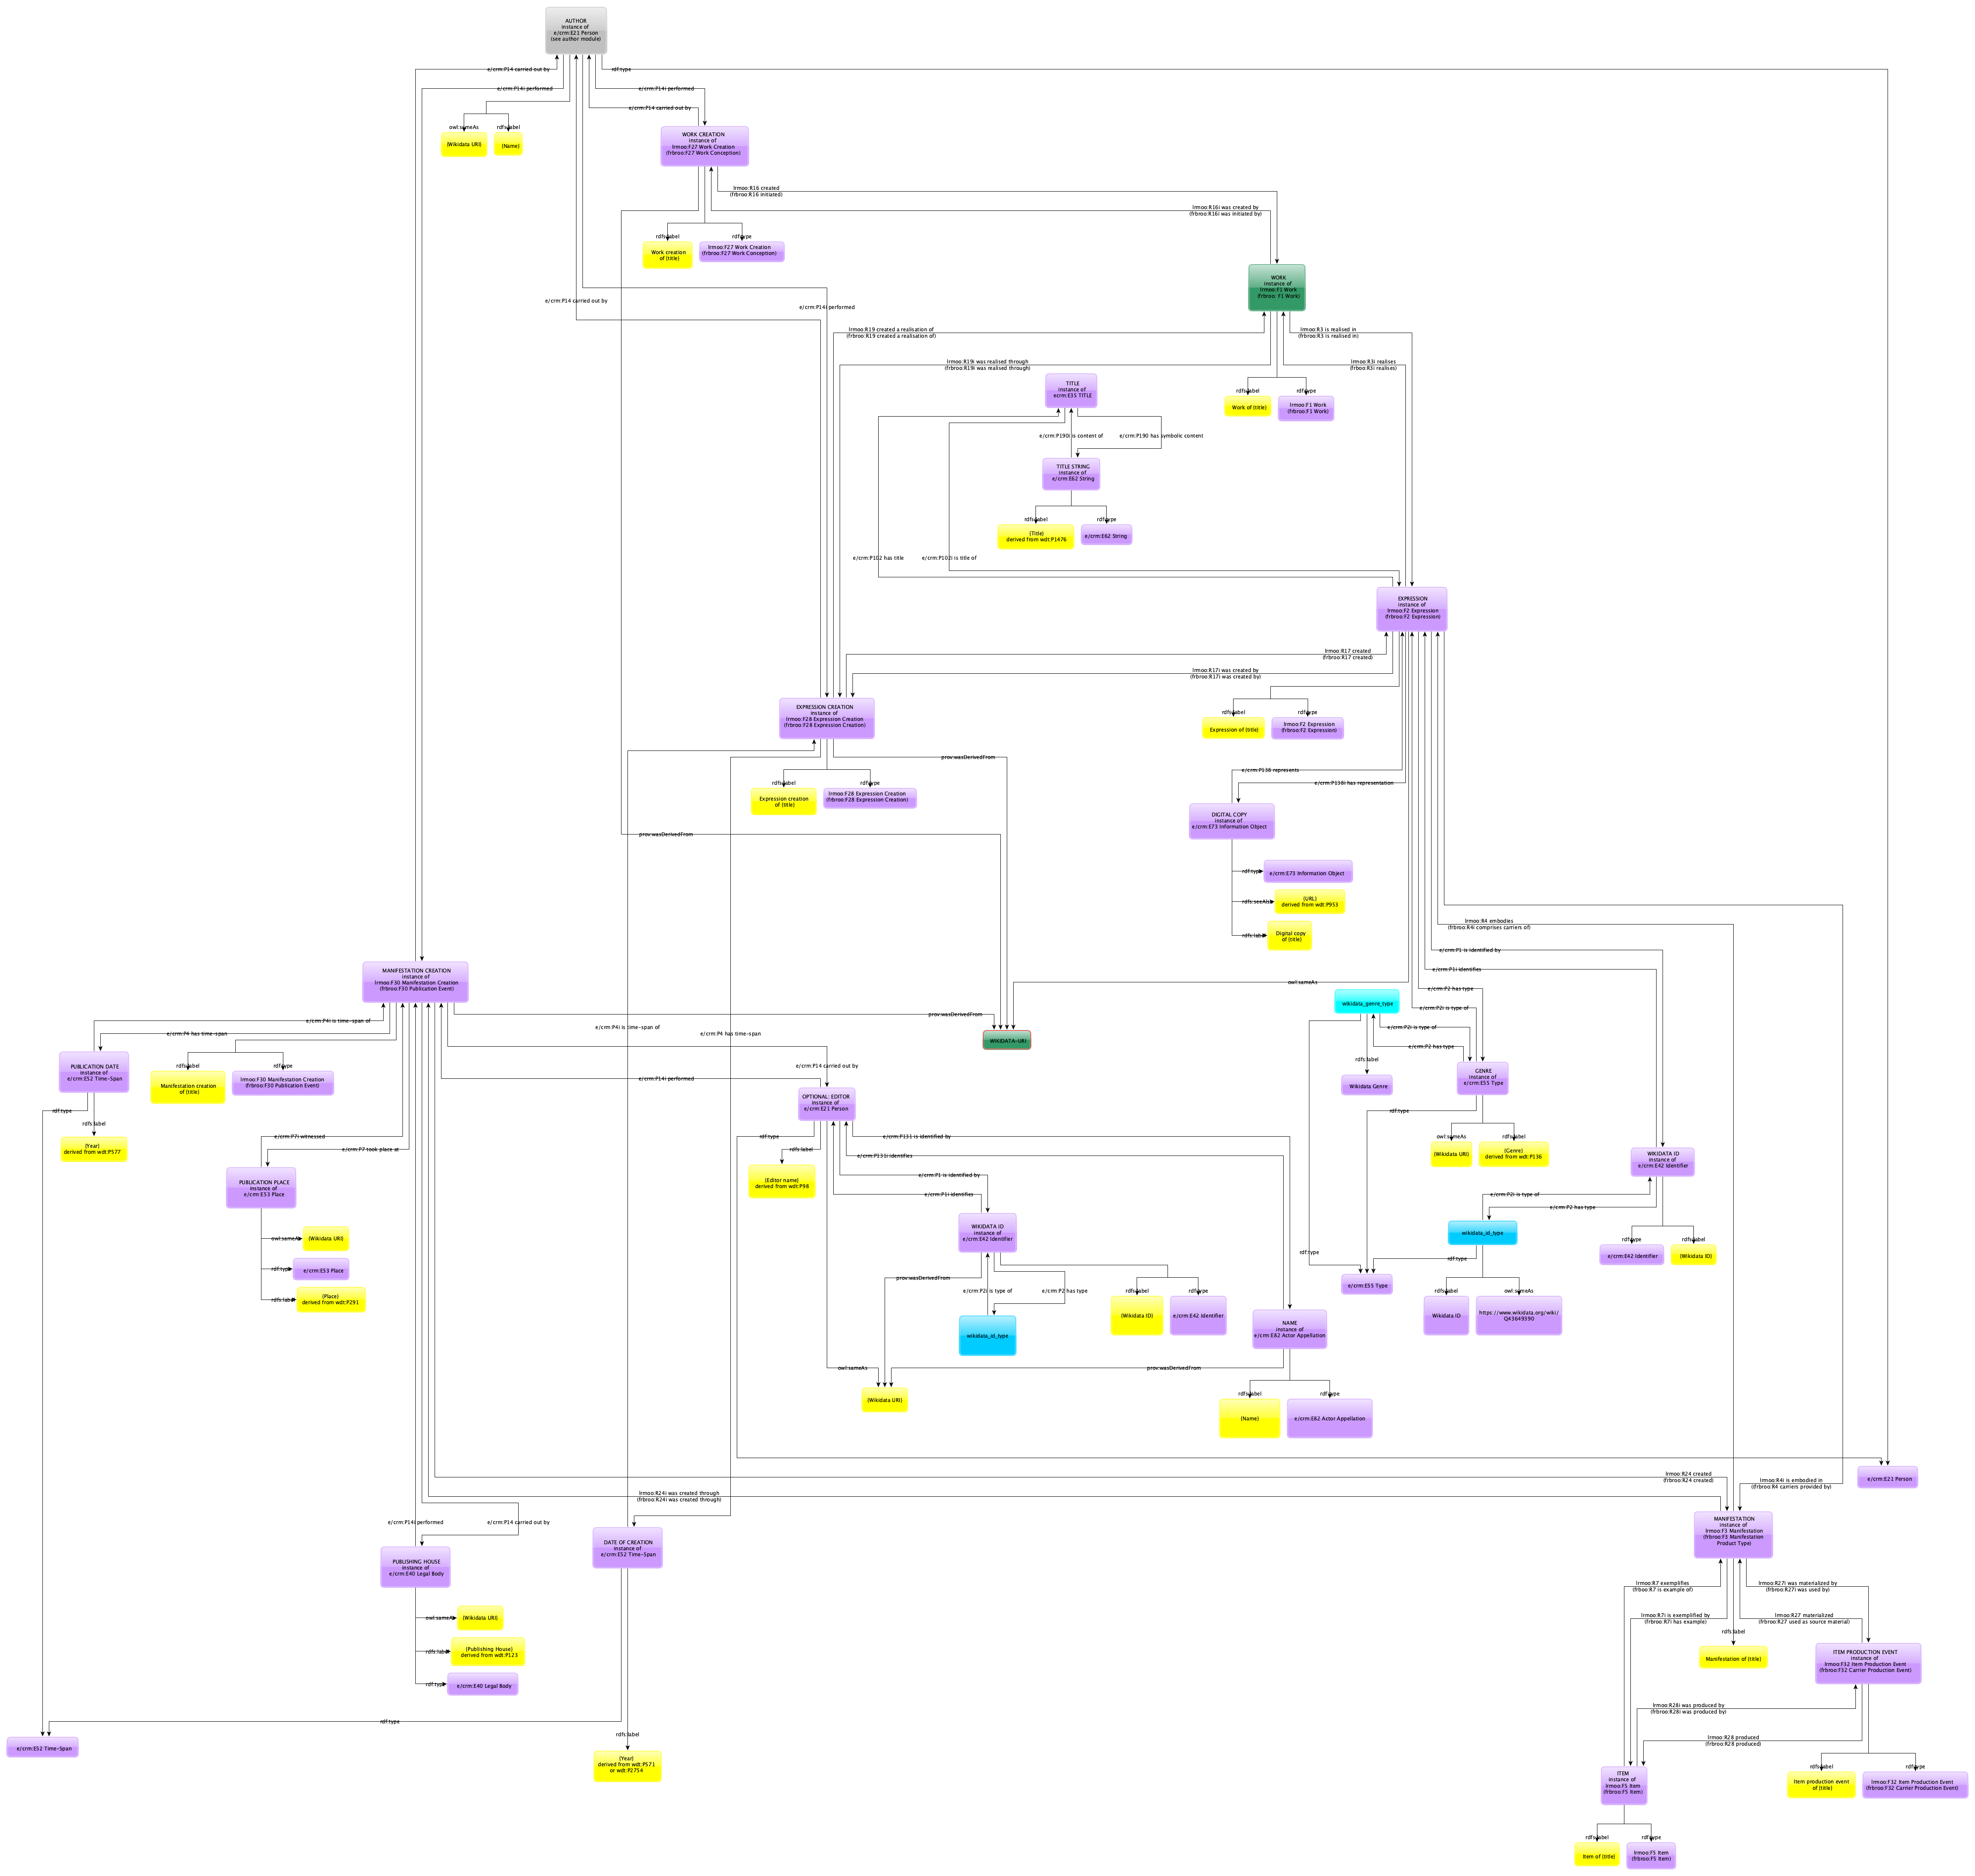 AUTHOR
instance of
e/crm:E21 Person
(see author module)
e/crm:P14 carried out by
rdf:type
e/crm:P14i performed
e/crm:P14i performed
e/crm:P14 carried out by
owl:sameAs
rdfs:label
(Wikidata URI)
(Name)
WORK CREATION
instance of
lrmoo:F27 Work Creation
(frbroo:F27 Work Conception)
lrmoo:R16 created
(frbroo:R16 initiated)
lrmoo:R16i was created by
(frbroo:R16i was initiated by)
rdfs:label
rdf:type
Work creation
of (title)
lrmoo:F27 Work Creation
(frbroo:F27 Work Conception)
WORK
instance of
lrmoo:F1 Work
(frbroo: F1 Work)
e/crm:P14 carried out by
e/crm:P14i performed
lrmoo:R19 created a realisation of
(frbroo:R19 created a realisation of)
lrmoo:R3 is realised in
(frbroo:R3 is realised in)
lrmoo:R19i was realised through
(frbroo:R19i was realised through)
lrmoo:R3i realises
(frboo:R3i realises)
TITLE
instance of
ecrm:E35 TITLE
rdfs:label
rdf:type
Work of (title)
lrmoo:F1 Work
(frbroo:F1 Work)
e/crm:P190i is content of
e/crm:P190 has symbolic content
TITLE STRING
instance of
e/crm:E62 String
rdfs:label
rdf:type
(Title)
derived from wdt:P1476
e/crm:E62 String
e/crm:P102 has title
e/crm:P102i is title of
EXPRESSION
instance of
lrmoo:F2 Expression
(frbroo:F2 Expression)
lrmoo:R17 created
(frbroo:R17 created)
lrmoo:R17i was created by
(frbroo:R17i was created by)
EXPRESSION CREATION
instance of
lrmoo:F28 Expression Creation
(frbroo:F28 Expression Creation)
rdfs:label
rdf:type
Expression of (title)
lrmoo:F2 Expression
(frbroo:F2 Expression)
prov:wasDerivedFrom
e/crm:P138 represents
e/crm:P138i has representation
rdfs:label
rdf:type
Expression creation
of (title)
lrmoo:F28 Expression Creation
(frbroo:F28 Expression Creation)
DIGITAL COPY
instance of
e/crm:E73 Information Object
prov:wasDerivedFrom
rdf:type
e/crm:E73 Information Object
rdfs:seeAlso
(URL)
derived from wdt:P953
rdfs:label
Digital copy
of (title)
lrmoo:R4 embodies
(frbroo:R4i comprises carriers of)
e/crm:P1 is identified by
e/crm:P1i identifies
MANIFESTATION CREATION
instance of
lrmoo:F30 Manifestation Creation
(frbroo:F30 Publication Event)
owl:sameAs
e/crm:P2 has type
wikidata_genre_type
e/crm:P2i is type of
prov:wasDerivedFrom
e/crm:P4i is time-span of
e/crm:P4 has time-span
e/crm:P4i is time-span of
e/crm:P4 has time-span
WIKIDATA-URI
e/crm:P2i is type of
e/crm:P2 has type
PUBLICATION DATE
instance of
e/crm:E52 Time-Span
rdfs:label
rdf:type
Manifestation creation
of (title)
lrmoo:F30 Manifestation Creation
(frbroo:F30 Publication Event)
e/crm:P14 carried out by
e/crm:P14i performed
rdfs:label
Wikidata Genre
GENRE
instance of
e/crm:E55 Type
OPTIONAL: EDITOR
instance of
e/crm:E21 Person
rdf:type
rdfs:label
(Year)
derived from wdt:P577
e/crm:P7i witnessed
e/crm:P7 took place at
rdf:type
rdfs:label
e/crm:P131 is identified by
e/crm:P131i identifies
rdf:type
owl:sameAs
rdfs:label
(Wikidata URI)
(Genre)
derived from wdt:P136
WIKIDATA ID
instance of
e/crm:E42 Identifier
PUBLICATION PLACE
instance of
e/crm:E53 Place
(Editor name)
derived from wdt:P98
e/crm:P1 is identified by
e/crm:P1i identifies
e/crm:P2i is type of
e/crm:P2 has type
WIKIDATA ID
instance of
e/crm:E42 Identifier
wikidata_id_type
owl:sameAs
(Wikidata URI)
rdf:type
e/crm:E53 Place
rdfs:label
(Place)
derived from wdt:P291
rdf:type
rdf:type
rdf:type
rdfs:label
e/crm:E42 Identifier
(Wikidata ID)
prov:wasDerivedFrom
e/crm:P2i is type of
e/crm:P2 has type
rdfs:label
rdf:type
(Wikidata ID)
e/crm:E42 Identifier
e/crm:E55 Type
rdfs:label
owl:sameAs
Wikidata ID
https://www.wikidata.org/wiki/
Q43649390
wikidata_id_type
NAME
instance of
e/crm:E82 Actor Appellation
owl:sameAs
prov:wasDerivedFrom
(Wikidata URI)
rdfs:label
rdf:type
(Name)
e/crm:E82 Actor Appellation
e/crm:E21 Person
lrmoo:R24 created
(frbroo:R24 created)
lrmoo:R4i is embodied in
(lfrbroo:R4 carriers provided by)
lrmoo:R24i was created through
(frbroo:R24i was created through)
e/crm:P14i performed
e/crm:P14 carried out by
MANIFESTATION
instance of
lrmoo:F3 Manifestation
(frbroo:F3 Manifestation
Product Type)
DATE OF CREATION
instance of
e/crm:E52 Time-Span
PUBLISHING HOUSE
instance of
e/crm:E40 Legal Body
lrmoo:R7 exemplifies
(frboo:R7 is example of)
lrmoo:R27i was materialized by
(frbroo:R27i was used by)
lrmoo:R7i is exemplified by
(frbroo:R7i has example)
lrmoo:R27 materialized
(frbroo:R27 used as source material)
owl:sameAs
(Wikidata URI)
rdfs:label
(Publishing House)
derived from wdt:P123
rdf:type
e/crm:E40 Legal Body
rdfs:label
Manifestation of (title)
ITEM PRODUCTION EVENT
instance of
lrmoo:F32 Item Production Event
(frbroo:F32 Carrier Production Event)
lrmoo:R28i was produced by
(frbroo:R28i was produced by)
rdf:type
rdfs:label
e/crm:E52 Time-Span
lrmoo:R28 produced
(frbroo:R28 produced)
(Year)
derived from wdt:P571
or wdt:P2754
ITEM
instance of
lrmoo:F5 Item
(frbroo:F5 Item)
rdfs:label
rdf:type
Item production event
of (title)
lrmoo:F32 Item Production Event
(frbroo:F32 Carrier Production Event)
rdfs:label
rdf:type
Item of (title)
lrmoo:F5 Item
(frbroo:F5 Item)